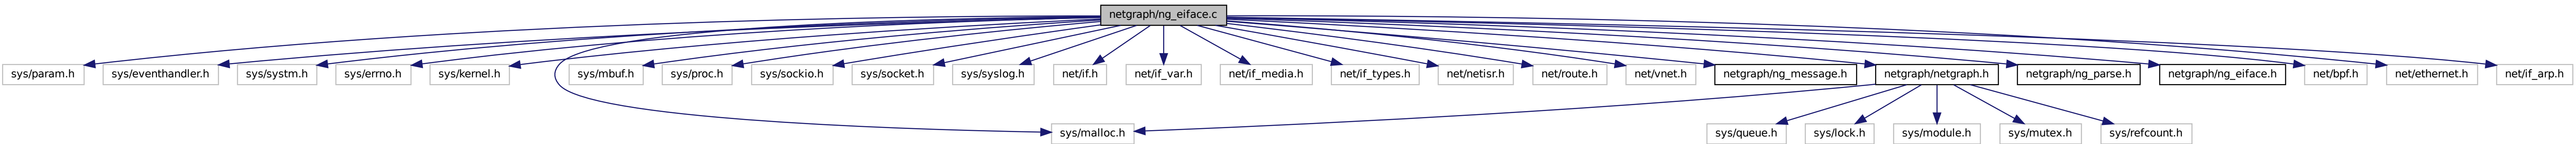 netgraph/ng_eiface.c
sys/param.h
sys/eventhandler.h
sys/systm.h
sys/errno.h
sys/kernel.h
sys/mbuf.h
sys/proc.h
sys/sockio.h
sys/socket.h
sys/syslog.h
net/if.h
net/if_var.h
net/if_media.h
net/if_types.h
net/netisr.h
net/route.h
net/vnet.h
netgraph/ng_message.h
netgraph/netgraph.h
netgraph/ng_parse.h
netgraph/ng_eiface.h
net/bpf.h
net/ethernet.h
net/if_arp.h
sys/malloc.h
sys/queue.h
sys/lock.h
sys/module.h
sys/mutex.h
sys/refcount.h